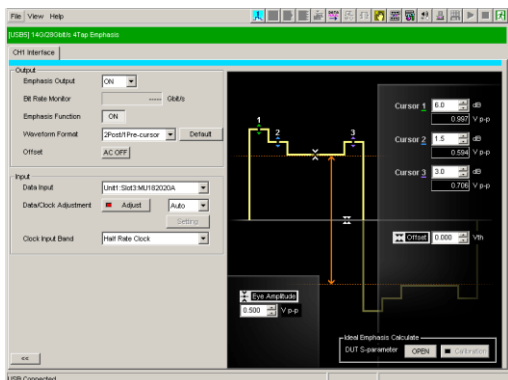 File View Help
[USB5] 14G/28Gbit/s 4Tap Emphasis
CH1 Interface
Output
Emphasis Output ON
Bit Rate Monitor ----- Gbit/s
Emphasis Function ON
Waveform Format 2Post/1Pre-cursor Default
Offset AC OFF
Input
Data Input Unit1:Slot3:MU182020A
Data/Clock Adjustment Adjust Auto
Setting
Clock Input Band Half Rate Clock
<<
1
2
3
Cursor 1 6.0 dB
0.997 V p-p
Cursor 2 1.5 dB
0.594 V p-p
Cursor 3 3.0 dB
0.706 V p-p
Offset 0.000 Vth
Eye Amplitude
0.500 V p-p
Ideal Emphasis Calculate
DUT S-parameter OPEN Calibration
USB Connected